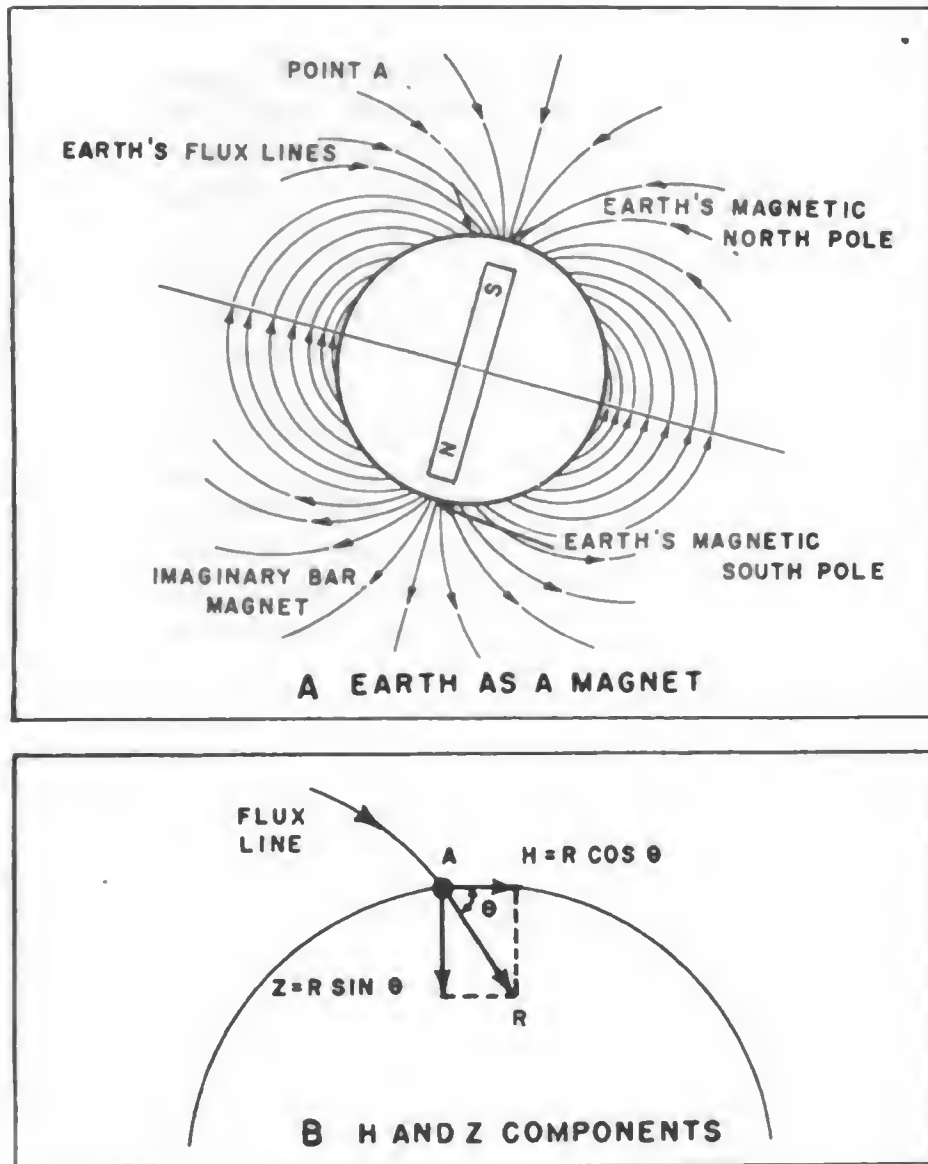 POINT A
EARTH'S FLUX LINES
EARTH'S MAGNETIC
NORTH POLE
S
N
EARTH'S MAGNETIC
SOUTH POLE
IMAGINARY BAR
MAGNET
A EARTH AS A MAGNET
FLUX
LINE
A
H = R COS θ
θ
Z = R SIN θ
R
B H AND Z COMPONENTS